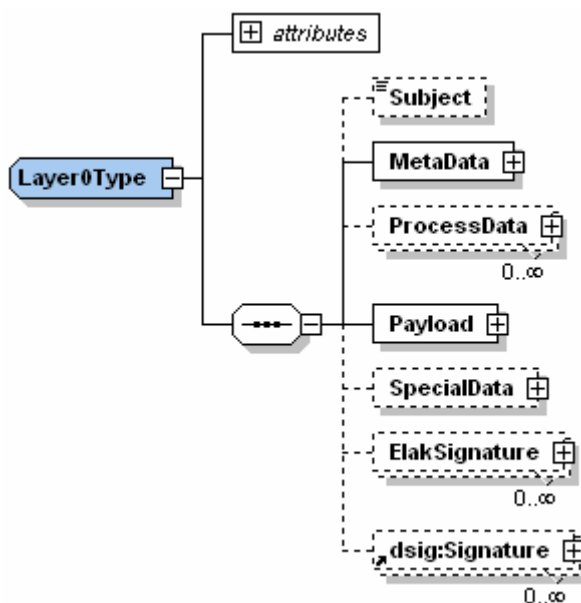 attributes
Subject
Layer0Type
MetaData
ProcessData
0..∞
Payload
SpecialData
ElakSignature
0..∞
dsig:Signature
0..∞